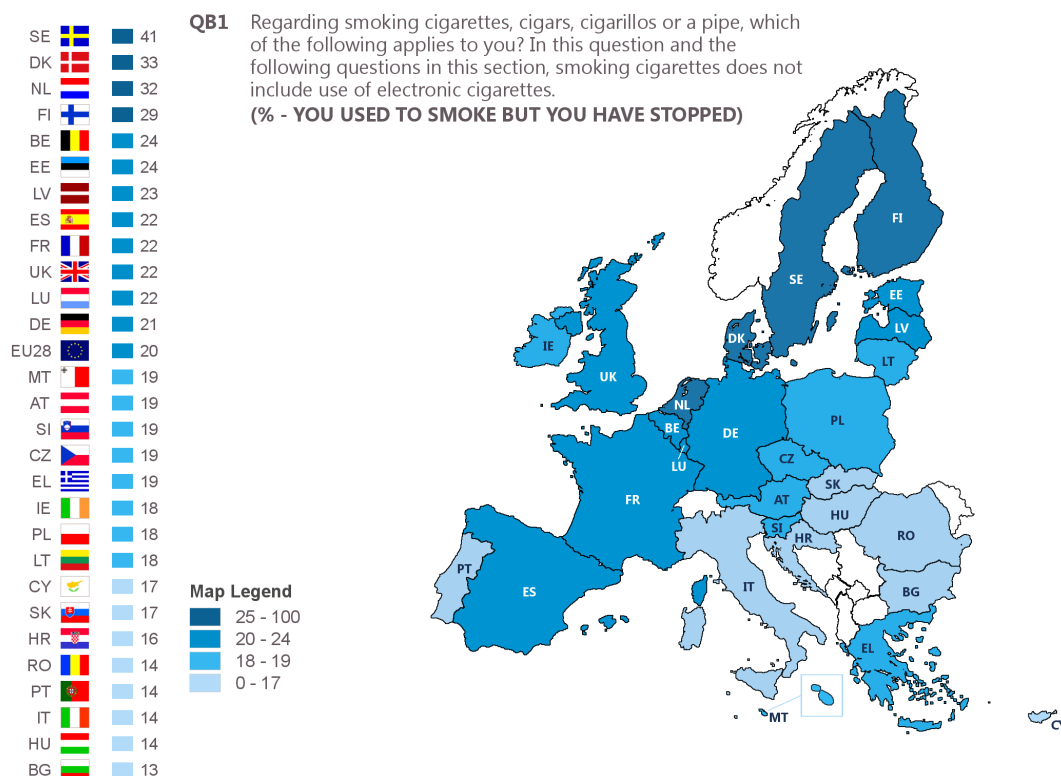 QB1 Regarding smoking cigarettes, cigars, cigarillos or a pipe, which
of the following applies to you? In this question and the
following questions in this section, smoking cigarettes does not
include use of electronic cigarettes.
(% - YOU USED TO SMOKE BUT YOU HAVE STOPPED)
SE 41
DK 33
NL 32
FI 29
BE 24
EE 24
LV 23
ES 22
FR 22
UK 22
LU 22
DE 21
EU28 20
MT 19
AT 19
SI 19
CZ 19
EL 19
IE 18
PL 18
LT 18
CY 17
SK 17
HR 16
RO 14
PT 14
IT 14
HU 14
BG 13
Map Legend
25 - 100
20 - 24
18 - 19
0 - 17
FI
SE
EE
LV
DK
LT
IE
UK
NL
PL
BE
DE
LU
CZ
SK
FR
AT
HU
SI
HR
RO
PT
IT
ES
BG
EL
MT